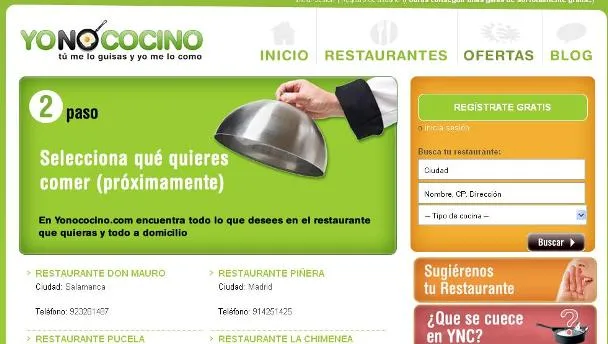 YONOCOCINO
tú me lo guisas y yo me lo como
INICIO
RESTAURANTES
OFERTAS
BLOG
2 paso
Selecciona qué quieres
comer (próximamente)
En Yonococino.com encuentra todo lo que desees en el restaurante
que quieras y todo a domicilio
REGÍSTRATE GRATIS
o inicia sesión
Busca tu restaurante:
Ciudad
Nombre, CP, Dirección
-- Tipo de cocina --
Buscar
Sugiérenos
tu Restaurante
¿Que se cuece
en YNC?
RESTAURANTE DON MAURO
Ciudad: Salamanca
Teléfono: 923281487
RESTAURANTE PIÑERA
Ciudad: Madrid
Teléfono: 914251425
RESTAURANTE PUCELA
RESTAURANTE LA CHIMENEA